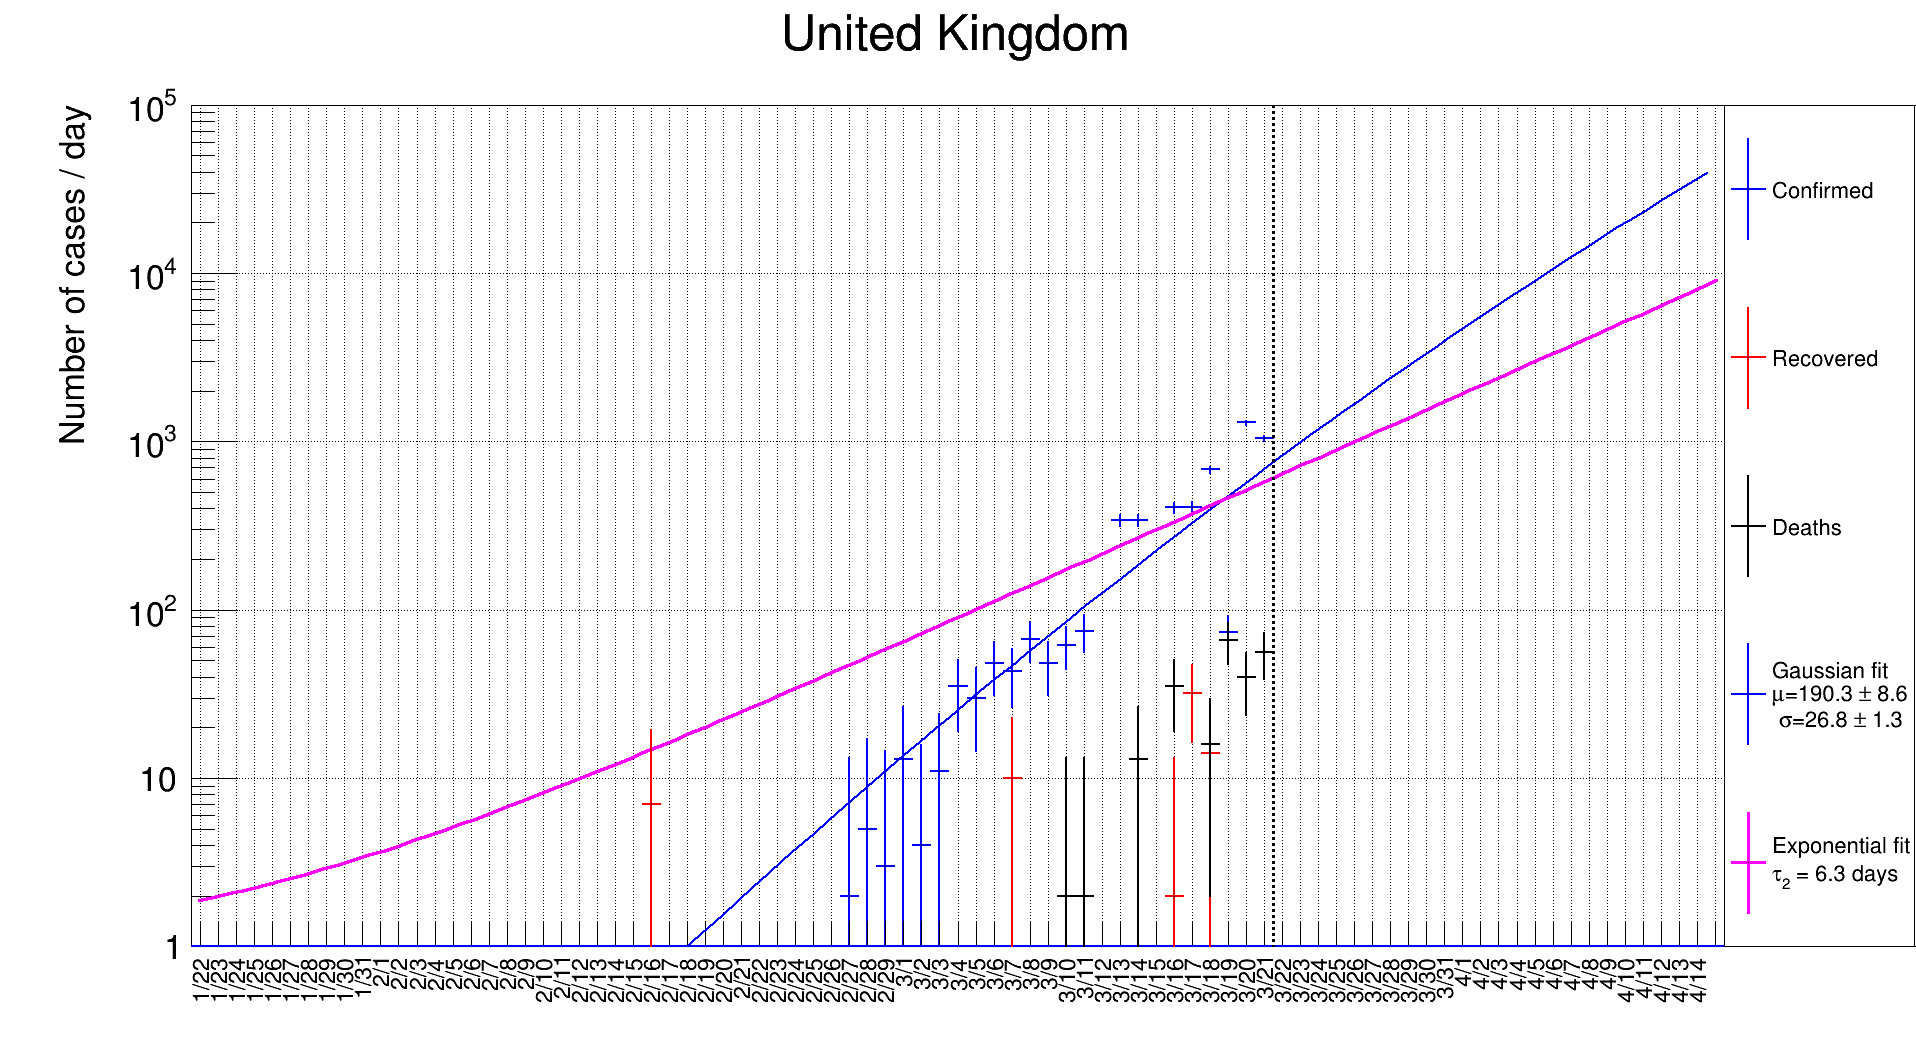 United Kingdom
Number of cases / day
10^5
10^4
10^3
10^2
10
1
1/22 1/23 1/24 1/25 1/26 1/27 1/28 1/29 1/30 1/31 2/1 2/2 2/3 2/4 2/5 2/6 2/7 2/8 2/9 2/10 2/11 2/12 2/13 2/14 2/15 2/16 2/17 2/18 2/19 2/20 2/21 2/22 2/23 2/24 2/25 2/26 2/27 2/28 2/29 3/1 3/2 3/3 3/4 3/5 3/6 3/7 3/8 3/9 3/10 3/11 3/12 3/13 3/14 3/15 3/16 3/17 3/18 3/19 3/20 3/21 3/22 3/23 3/24 3/25 3/26 3/27 3/28 3/29 3/30 3/31 4/1 4/2 4/3 4/4 4/5 4/6 4/7 4/8 4/9 4/10 4/11 4/12 4/13 4/14
Confirmed
Recovered
Deaths
Gaussian fit
μ=190.3 ± 8.6
σ=26.8 ± 1.3
Exponential fit
τ₂ = 6.3 days